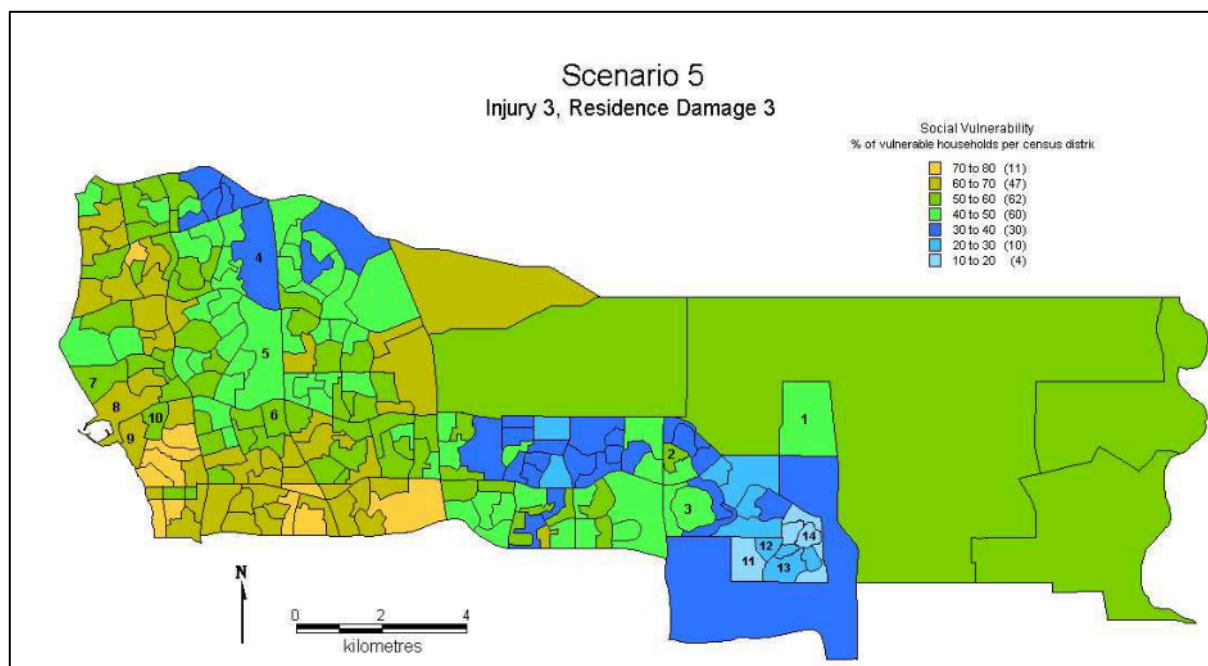 Scenario 5
Injury 3, Residence Damage 3
Social Vulnerability
% of vulnerable households per census distri
70 to 80 (11)
60 to 70 (47)
50 to 60 (62)
40 to 50 (60)
30 to 40 (30)
20 to 30 (10)
10 to 20 (4)
4
5
7
8
10
6
9
1
2
3
14
12
11
13
N
0 2 4
kilometres